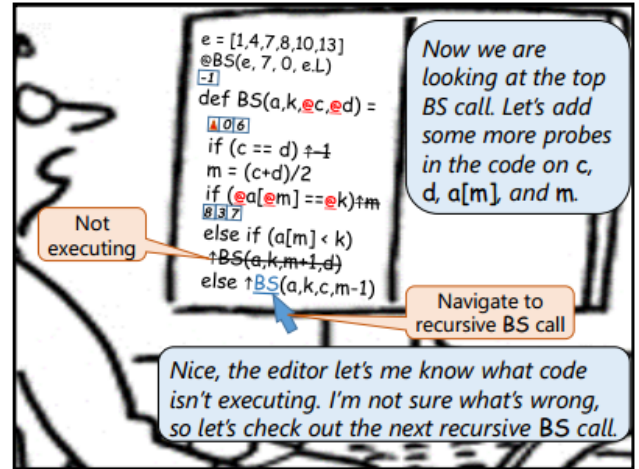 e = [1,4,7,8,10,13]
@BS(e, 7, 0, e.L)
-1
def BS(a,k,@c,@d) =
▲ 0 6
if (c == d) ↑-1
m = (c+d)/2
if (@a[@m] ==@k)↑m
8 3 7
else if (a[m] < k)
↑BS(a,k,m+1,d)
else ↑BS(a,k,c,m-1)
Now we are
looking at the top
BS call. Let's add
some more probes
in the code on c,
d, a[m], and m.
Not
executing
Navigate to
recursive BS call
Nice, the editor let's me know what code
isn't executing. I'm not sure what's wrong,
so let's check out the next recursive BS call.